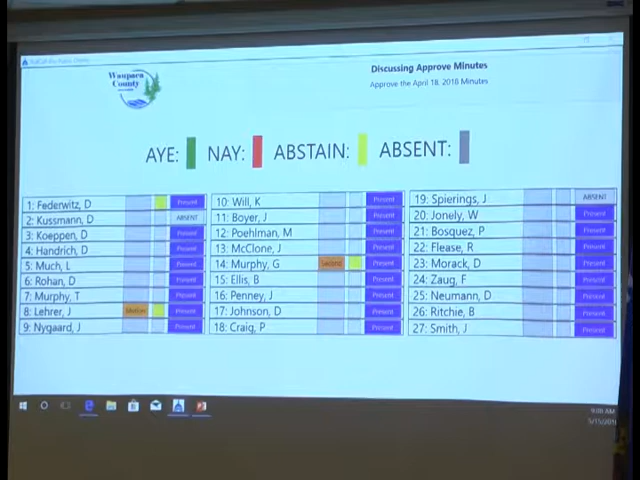 Waupaca
County
Discussing Approve Minutes
Approve the April 18, 2018 Minutes
AYE: NAY: ABSTAIN: ABSENT:
1: Federwitz, D Present
2: Kussmann, D ABSENT
3: Koeppen, D Present
4: Handrich, D Present
5: Much, L Present
6: Rohan, D Present
7: Murphy, T Present
8: Lehrer, J Motion Present
9: Nygaard, J Present
10: Will, K Present
11: Boyer, J Present
12: Poehlman, M Present
13: McClone, J Present
14: Murphy, G Second Present
15: Ellis, B Present
16: Penney, J Present
17: Johnson, D Present
18: Craig, P Present
19: Spierings, J ABSENT
20: Jonely, W Present
21: Bosquez, P Present
22: Flease, R Present
23: Morack, D Present
24: Zaug, F Present
25: Neumann, D Present
26: Ritchie, B Present
27: Smith, J Present
9:06 AM